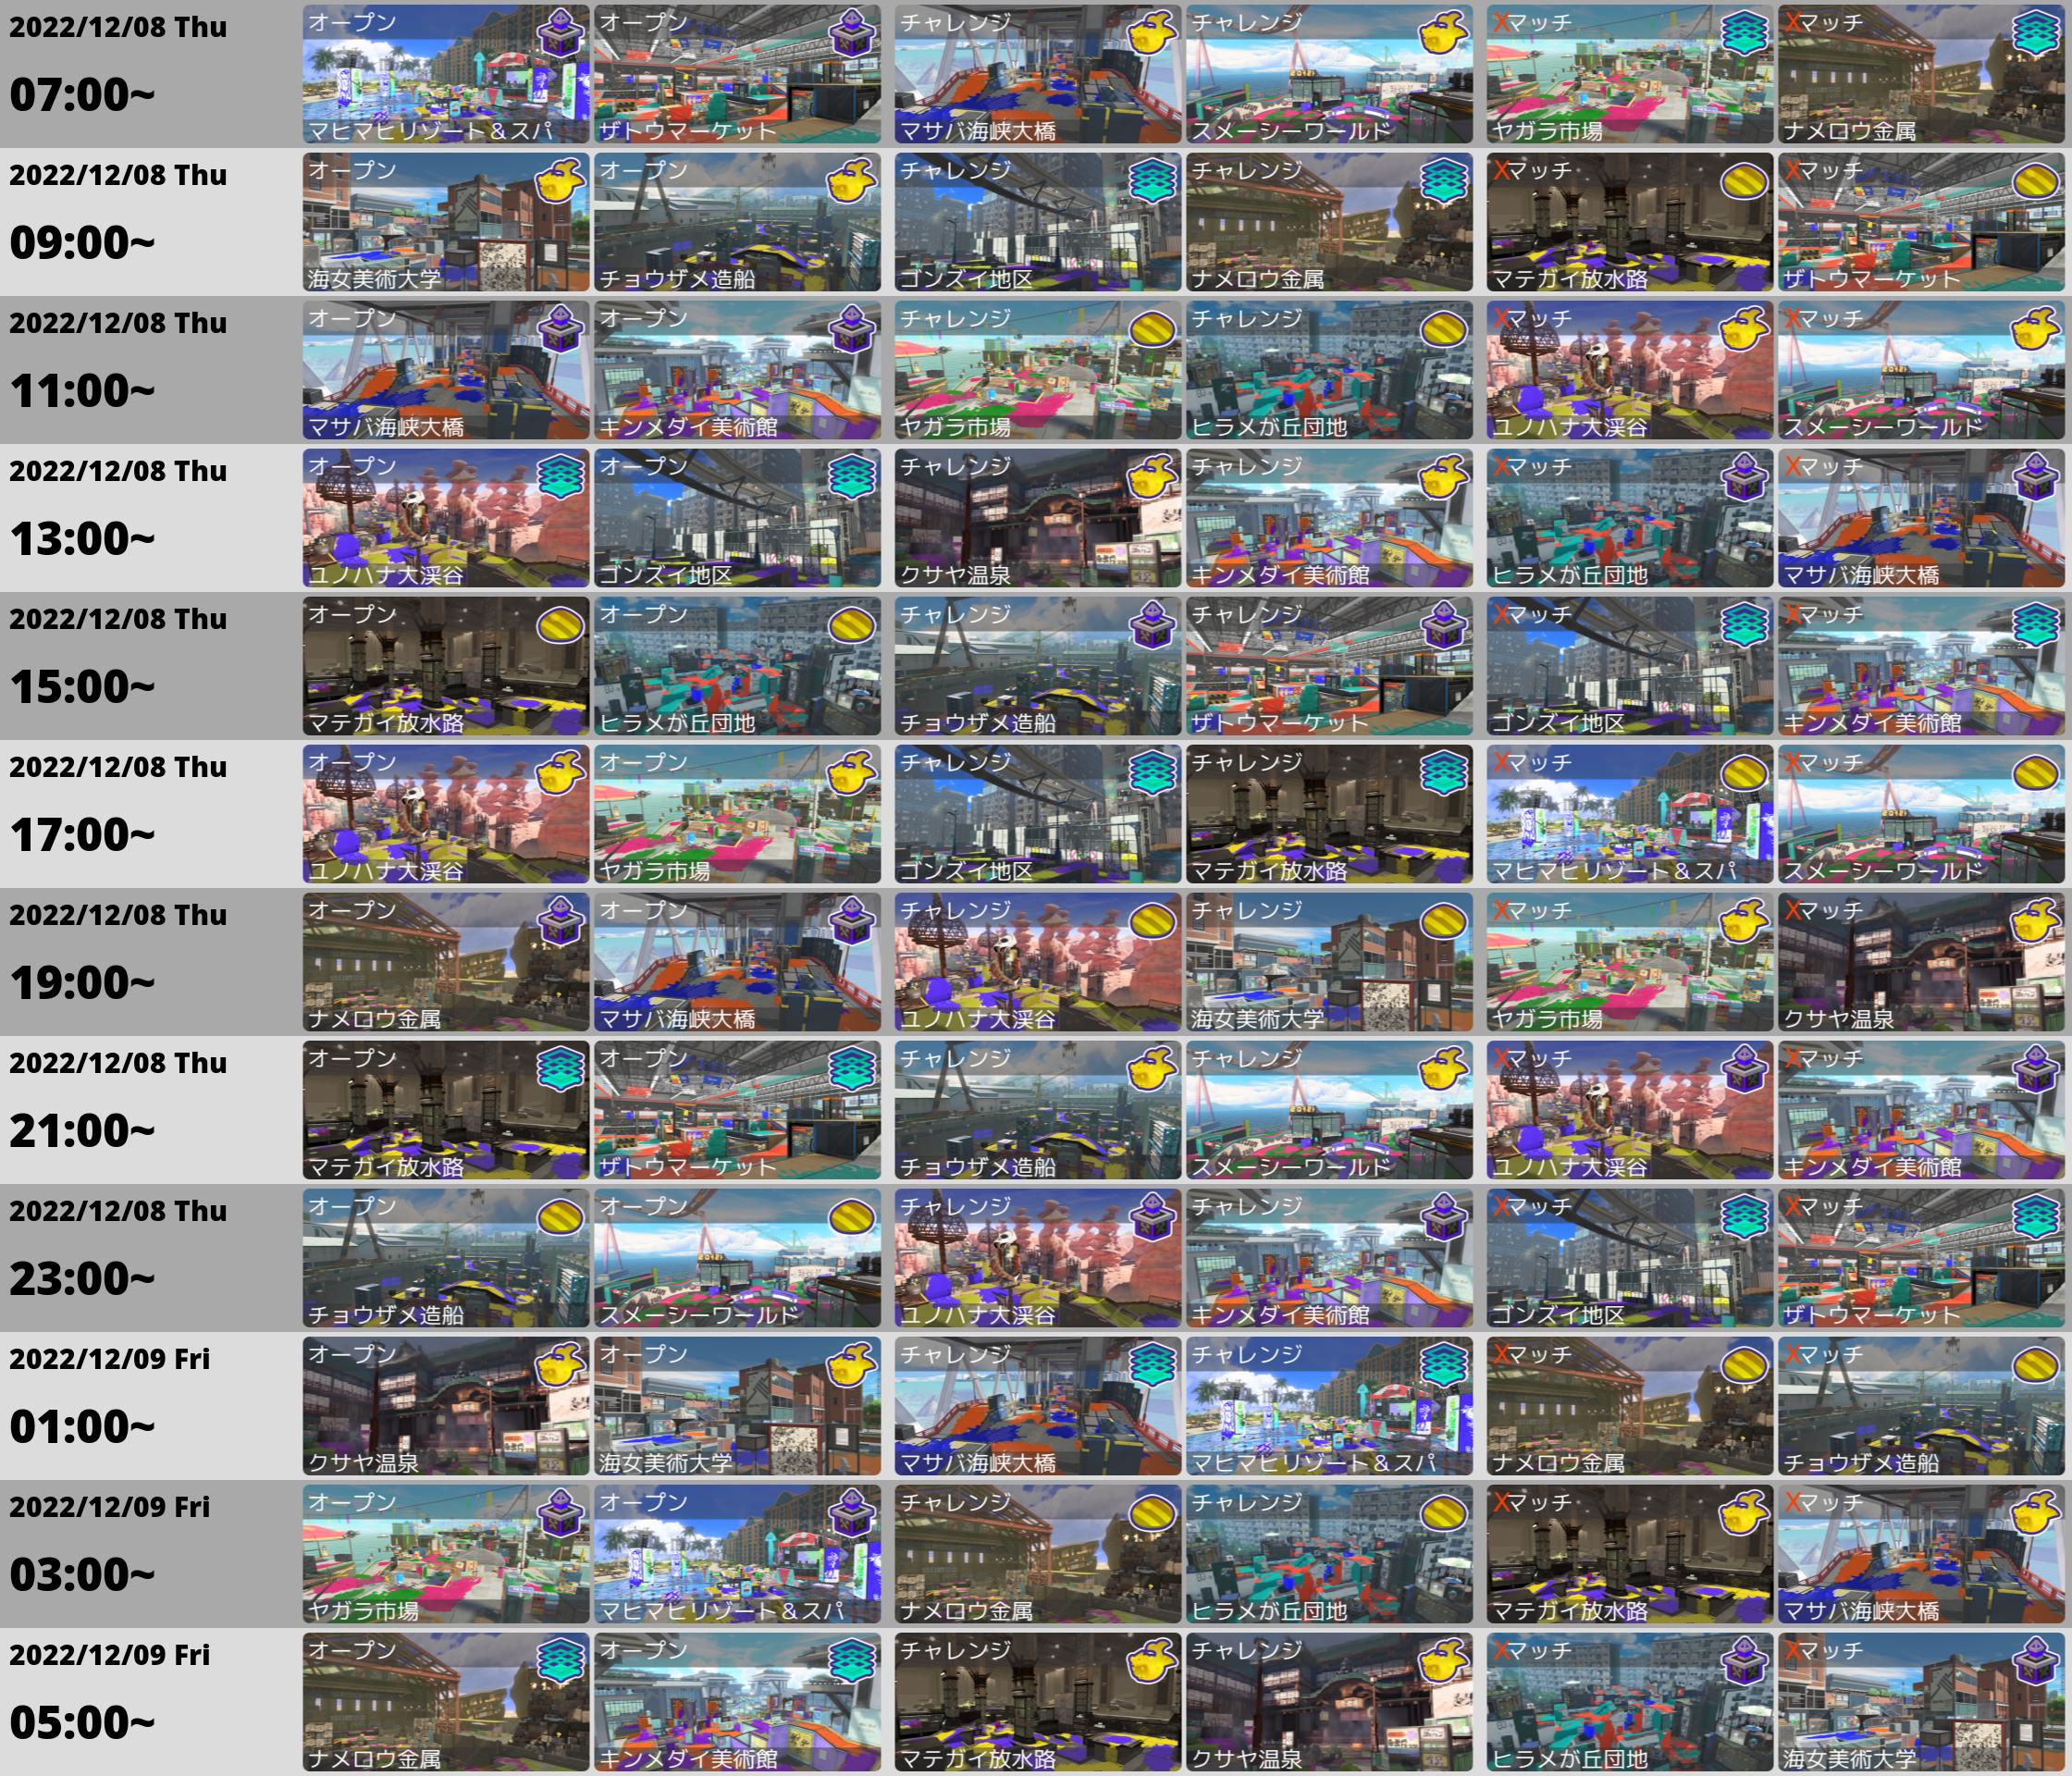 2022/12/08 Thu
07:00~
オープン オープン チャレンジ チャレンジ Xマッチ Xマッチ
マヒマヒリゾート＆スパ ザトウマーケット マサバ海峡大橋 スメーシーワールド ヤガラ市場 ナメロウ金属
2022/12/08 Thu
09:00~
オープン オープン チャレンジ チャレンジ Xマッチ Xマッチ
海女美術大学 チョウザメ造船 ゴンズイ地区 ナメロウ金属 マテガイ放水路 ザトウマーケット
2022/12/08 Thu
11:00~
オープン オープン チャレンジ チャレンジ Xマッチ Xマッチ
マサバ海峡大橋 キンメダイ美術館 ヤガラ市場 ヒラメが丘団地 ユノハナ大渓谷 スメーシーワールド
2022/12/08 Thu
13:00~
オープン オープン チャレンジ チャレンジ Xマッチ Xマッチ
ユノハナ大渓谷 ゴンズイ地区 クサヤ温泉 キンメダイ美術館 ヒラメが丘団地 マサバ海峡大橋
2022/12/08 Thu
15:00~
オープン オープン チャレンジ チャレンジ Xマッチ Xマッチ
マテガイ放水路 ヒラメが丘団地 チョウザメ造船 ザトウマーケット ゴンズイ地区 キンメダイ美術館
2022/12/08 Thu
17:00~
オープン オープン チャレンジ チャレンジ Xマッチ Xマッチ
ユノハナ大渓谷 ヤガラ市場 ゴンズイ地区 マテガイ放水路 マヒマヒリゾート＆スパ スメーシーワールド
2022/12/08 Thu
19:00~
オープン オープン チャレンジ チャレンジ Xマッチ Xマッチ
ナメロウ金属 マサバ海峡大橋 ユノハナ大渓谷 海女美術大学 ヤガラ市場 クサヤ温泉
2022/12/08 Thu
21:00~
オープン オープン チャレンジ チャレンジ Xマッチ Xマッチ
マテガイ放水路 ザトウマーケット チョウザメ造船 スメーシーワールド ユノハナ大渓谷 キンメダイ美術館
2022/12/08 Thu
23:00~
オープン オープン チャレンジ チャレンジ Xマッチ Xマッチ
チョウザメ造船 スメーシーワールド ユノハナ大渓谷 キンメダイ美術館 ゴンズイ地区 ザトウマーケット
2022/12/09 Fri
01:00~
オープン オープン チャレンジ チャレンジ Xマッチ Xマッチ
クサヤ温泉 海女美術大学 マサバ海峡大橋 マヒマヒリゾート＆スパ ナメロウ金属 チョウザメ造船
2022/12/09 Fri
03:00~
オープン オープン チャレンジ チャレンジ Xマッチ Xマッチ
ヤガラ市場 マヒマヒリゾート＆スパ ナメロウ金属 ヒラメが丘団地 マテガイ放水路 マサバ海峡大橋
2022/12/09 Fri
05:00~
オープン オープン チャレンジ チャレンジ Xマッチ Xマッチ
ナメロウ金属 キンメダイ美術館 マテガイ放水路 クサヤ温泉 ヒラメが丘団地 海女美術大学